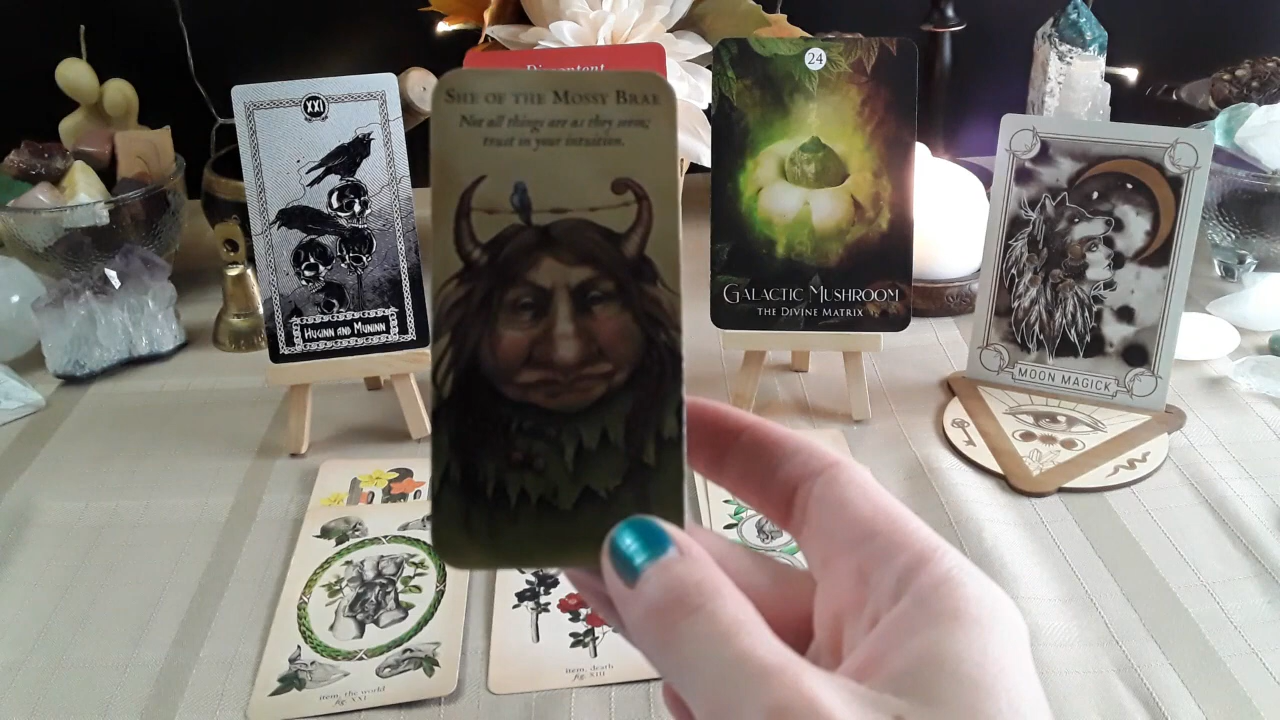 Discontent
SHE OF THE MOSSY BRAE
Not all things are as they seem;
trust in your intuition.
XXI
HUGINN AND MUNINN
24
GALACTIC MUSHROOM
THE DIVINE MATRIX
MOON MAGICK
item, the world
fig. XXI
item, death
fig. XIII